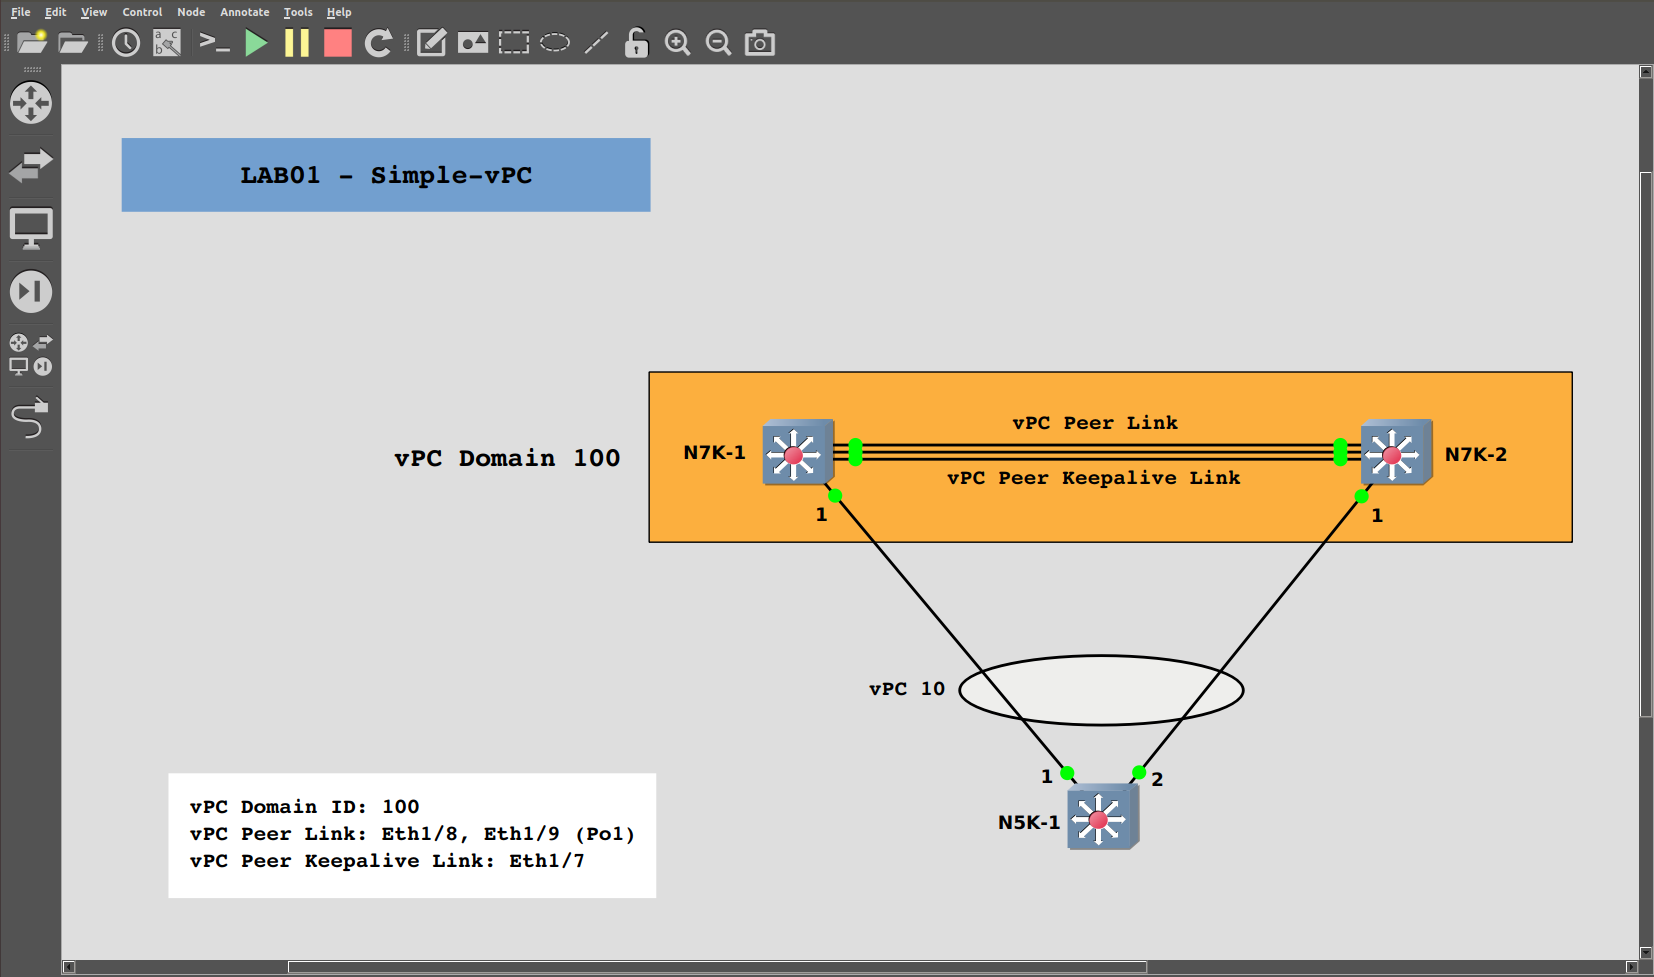 File Edit View Control Node Annotate Tools Help
a c
b
>_
LAB01 - Simple-vPC
vPC Peer Link
N7K-1
N7K-2
vPC Domain 100
vPC Peer Keepalive Link
1
1
vPC 10
1
2
N5K-1
vPC Domain ID: 100
vPC Peer Link: Eth1/8, Eth1/9 (Po1)
vPC Peer Keepalive Link: Eth1/7